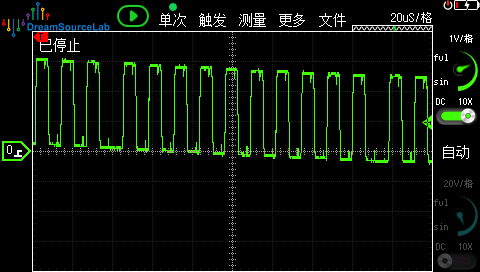 DreamSourceLab
单次 触发 测量 更多 文件 20uS/格
已停止
1V/格
ful
sin
DC 10X
自动
20V/格
ful
sin
DC 10X
0